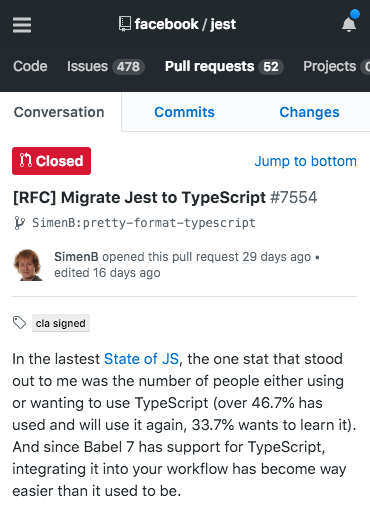 facebook / jest
Code Issues 478 Pull requests 52 Projects
Conversation Commits Changes
Closed Jump to bottom
[RFC] Migrate Jest to TypeScript #7554
SimenB:pretty-format-typescript
SimenB opened this pull request 29 days ago •
edited 16 days ago
cla signed
In the lastest State of JS, the one stat that stood
out to me was the number of people either using
or wanting to use TypeScript (over 46.7% has
used and will use it again, 33.7% wants to learn it).
And since Babel 7 has support for TypeScript,
integrating it into your workflow has become way
easier than it used to be.